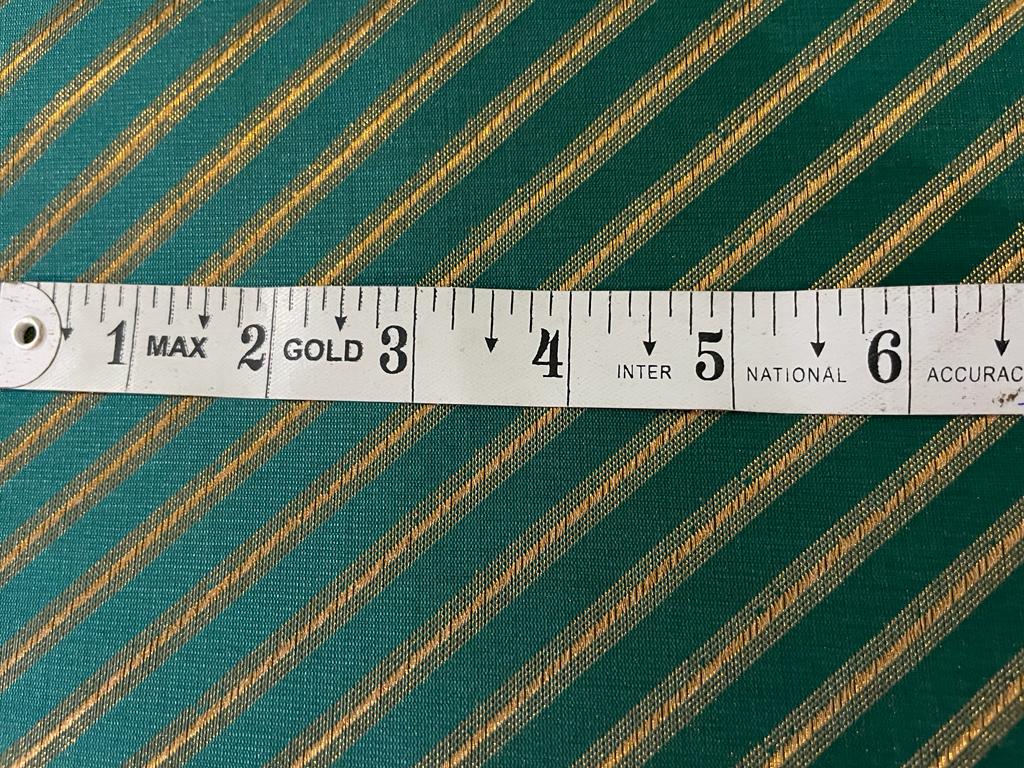 1 MAX 2 GOLD 3 4 INTER 5 NATIONAL 6 ACCURAC